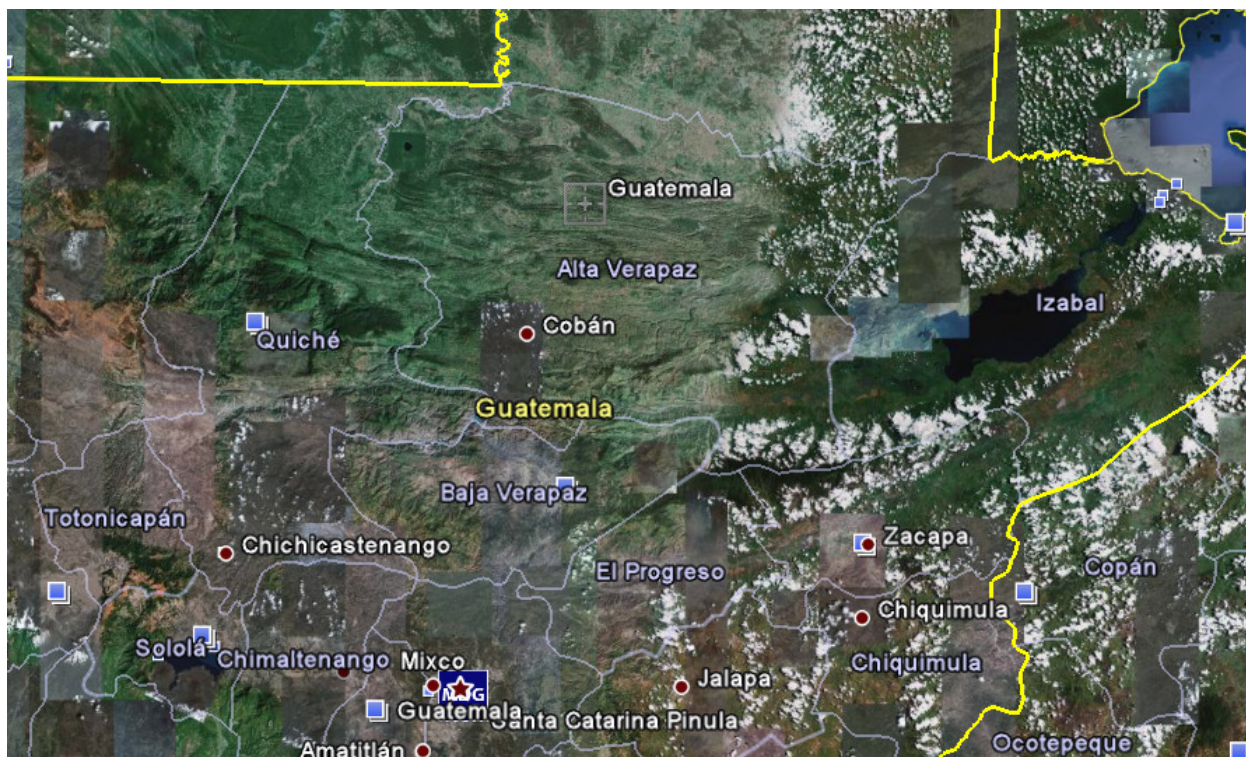 Guatemala
Alta Verapaz
Izabal
Cobán
Quiché
Guatemala
Baja Verapaz
Totonicapán
Chichicastenango
Zacapa
El Progreso
Copán
Chiquimula
Sololá
Chimaltenango
Mixco
Chiquimula
Jalapa
Guatemala
Santa Catarina Pinula
Ocotepeque
Amatitlán